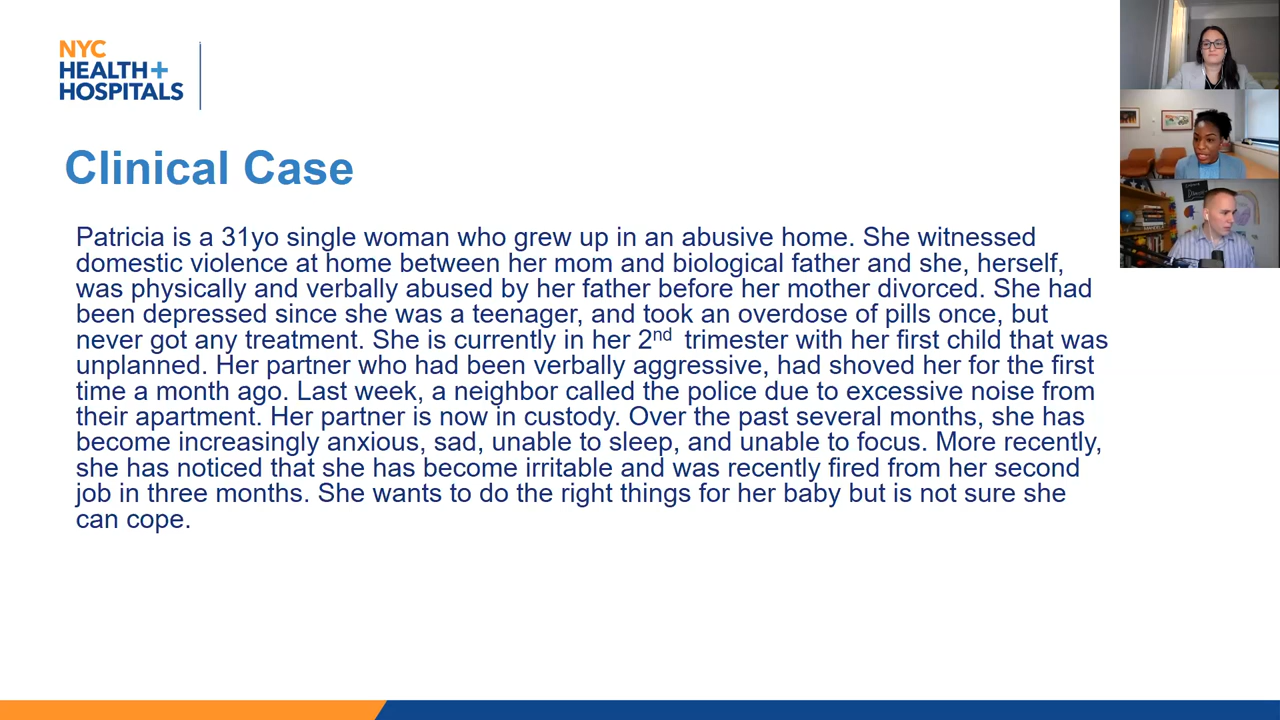 NYC
HEALTH+
HOSPITALS
Clinical Case
Patricia is a 31yo single woman who grew up in an abusive home. She witnessed
domestic violence at home between her mom and biological father and she, herself,
was physically and verbally abused by her father before her mother divorced. She had
been depressed since she was a teenager, and took an overdose of pills once, but
never got any treatment. She is currently in her 2nd trimester with her first child that was
unplanned. Her partner who had been verbally aggressive, had shoved her for the first
time a month ago. Last week, a neighbor called the police due to excessive noise from
their apartment. Her partner is now in custody. Over the past several months, she has
become increasingly anxious, sad, unable to sleep, and unable to focus. More recently,
she has noticed that she has become irritable and was recently fired from her second
job in three months. She wants to do the right things for her baby but is not sure she
can cope.